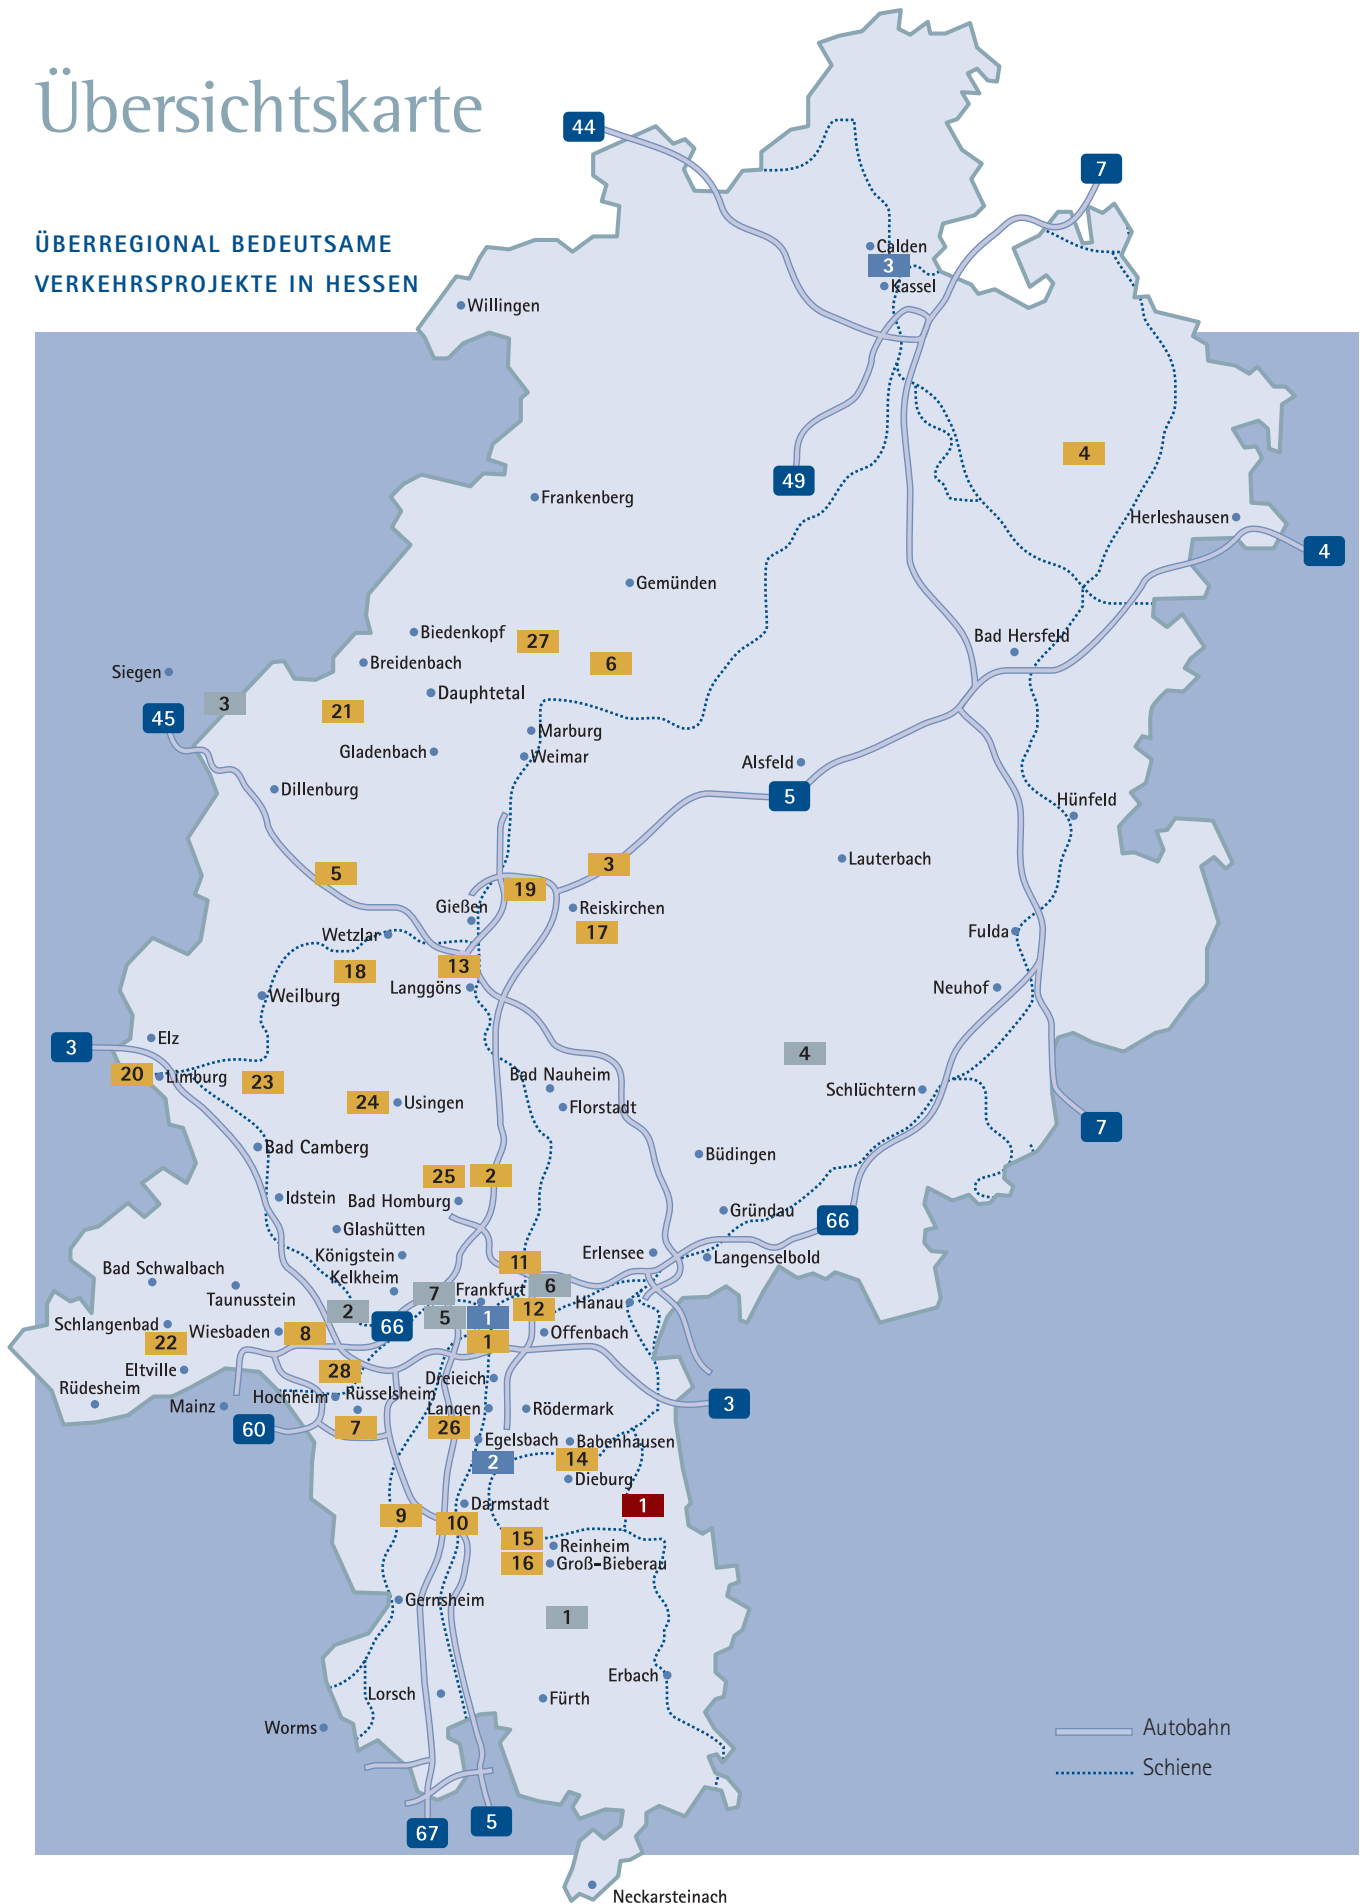 Übersichtskarte
ÜBERREGIONAL BEDEUTSAME
VERKEHRSPROJEKTE IN HESSEN
44
7
Calden
3
Kassel
Willingen
4
49
Frankenberg
Herleshausen
4
Gemünden
Biedenkopf
27
Bad Hersfeld
Breidenbach
6
Siegen
Dauphtetal
3
21
45
Marburg
Gladenbach
Weimar
Alsfeld
Dillenburg
5
Hünfeld
Lauterbach
3
5
19
Gießen
Reiskirchen
17
Wetzlar
Fulda
18
13
Weilburg
Langgöns
Neuhof
Elz
3
4
20
Limburg
23
Bad Nauheim
Schlüchtern
24
Usingen
Florstadt
7
Bad Camberg
Büdingen
25
2
Idstein
Bad Homburg
Gründau
66
Glashütten
Königstein
11
Erlensee
Langenselbold
Bad Schwalbach
Kelkheim
Taunusstein
7
Frankfurt
6
Hanau
2
5
1
12
Schlangenbad
66
Wiesbaden
8
Offenbach
22
1
Eltville
28
Dreieich
Rüdesheim
Hochheim
Rüsselsheim
3
Mainz
Langen
Rödermark
60
7
26
Egelsbach
Babenhausen
2
14
Dieburg
Darmstadt
1
9
10
15
Reinheim
16
Groß-Bieberau
Gernsheim
1
Erbach
Lorsch
Fürth
Worms
Autobahn
Schiene
67
5
Neckarsteinach